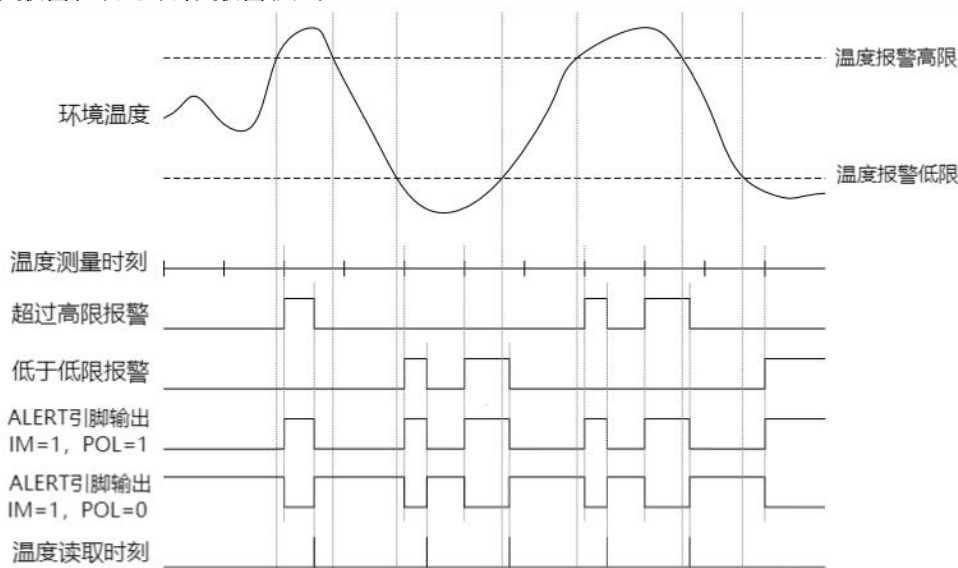 温度报警高限
环境温度
温度报警低限
温度测量时刻
超过高限报警
低于低限报警
ALERT引脚输出
IM=1，POL=1
ALERT引脚输出
IM=1，POL=0
温度读取时刻